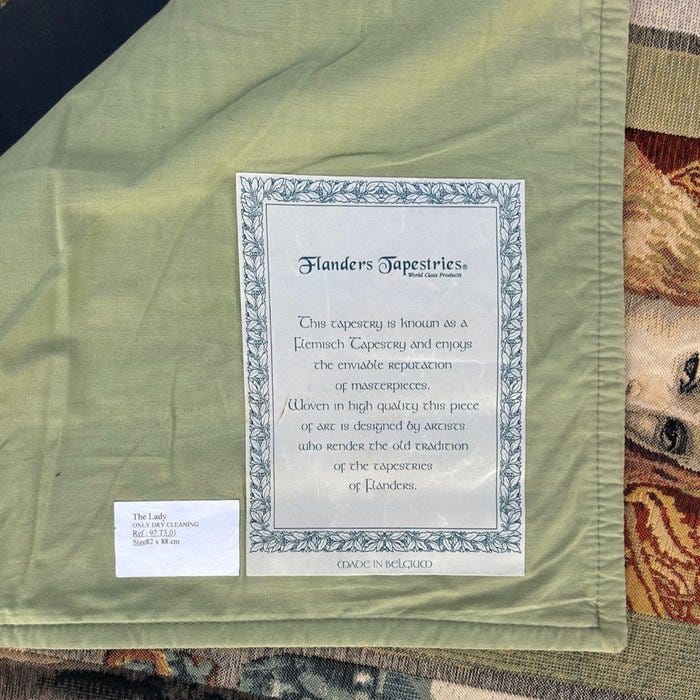 Flanders Tapestries®
World Class Products
This tapestry is known as a
Flemisch Tapestry and enjoys
the enviable reputation
of masterpieces.
Woven in high quality this piece
of art is designed by artists
who render the old tradition
of the tapestries
of Flanders.
MADE IN BELGIUM
The Lady
ONLY DRY CLEANING
Ref : 97.T3.01
Size82 x 88 cm